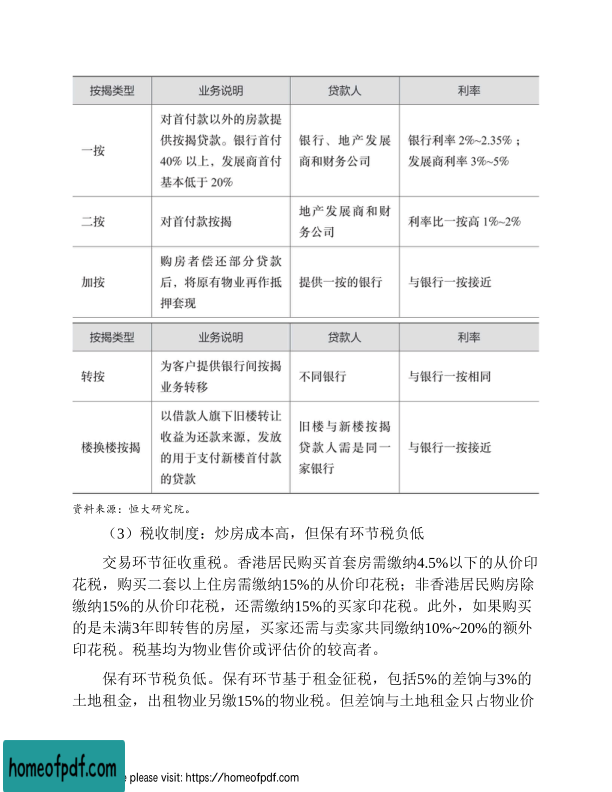 按揭类型 业务说明 贷款人 利率
一按 对首付款以外的房款提供按揭贷款。银行首付40% 以上，发展商首付基本低于 20% 银行、地产发展商和财务公司 银行利率 2%~2.35%；发展商利率 3%~5%
二按 对首付款按揭 地产发展商和财务公司 利率比一按高 1%~2%
加按 购房者偿还部分贷款后，将原有物业再作抵押套现 提供一按的银行 与银行一按接近
按揭类型 业务说明 贷款人 利率
转按 为客户提供银行间按揭业务转移 不同银行 与银行一按相同
楼换楼按揭 以借款人旗下旧楼转让收益为还款来源，发放的用于支付新楼首付款的贷款 旧楼与新楼按揭贷款人需是同一家银行 与银行一按接近
资料来源：恒大研究院。
（3）税收制度：炒房成本高，但保有环节税负低
交易环节征收重税。香港居民购买首套房需缴纳4.5%以下的从价印
花税，购买二套以上住房需缴纳15%的从价印花税；非香港居民购房除
缴纳15%的从价印花税，还需缴纳15%的买家印花税。此外，如果购买
的是未满3年即转售的房屋，买家还需与卖家共同缴纳10%~20%的额外
印花税。税基均为物业售价或评估价的较高者。
保有环节税负低。保有环节基于租金征税，包括5%的差饷与3%的
土地租金，出租物业另缴15%的物业税。但差饷与土地租金只占物业价
homeofpdf.com
e please visit: https://homeofpdf.com